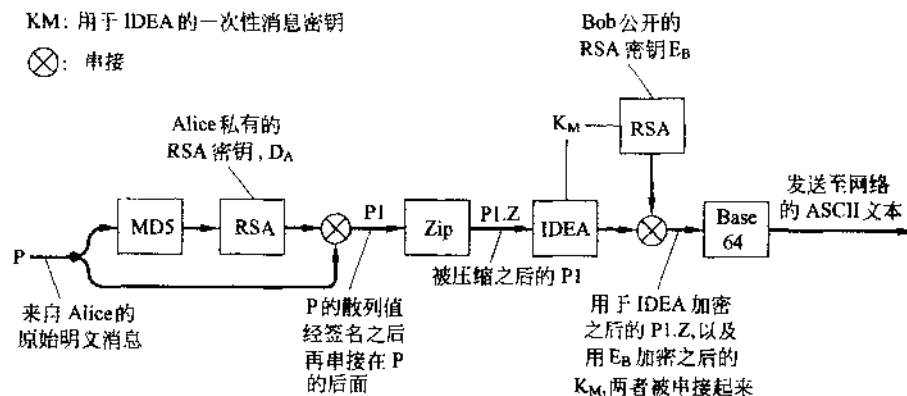 KM: 用于 IDEA 的一次性消息密钥
⊗: 串接
Bob 公开的
RSA 密钥 E_B
Alice 私有的
RSA 密钥, D_A
K_M
RSA
发送至网络
的 ASCII 文本
P
MD5
RSA
P1
Zip
P1.Z
IDEA
Base
64
被压缩之后的 P1
来自 Alice 的
原始明文消息
P 的散列值
经签名之后
再串接在 P
的后面
用于 IDEA 加密
之后的 P1.Z, 以及
用 E_B 加密之后的
K_M, 两者被串接起来